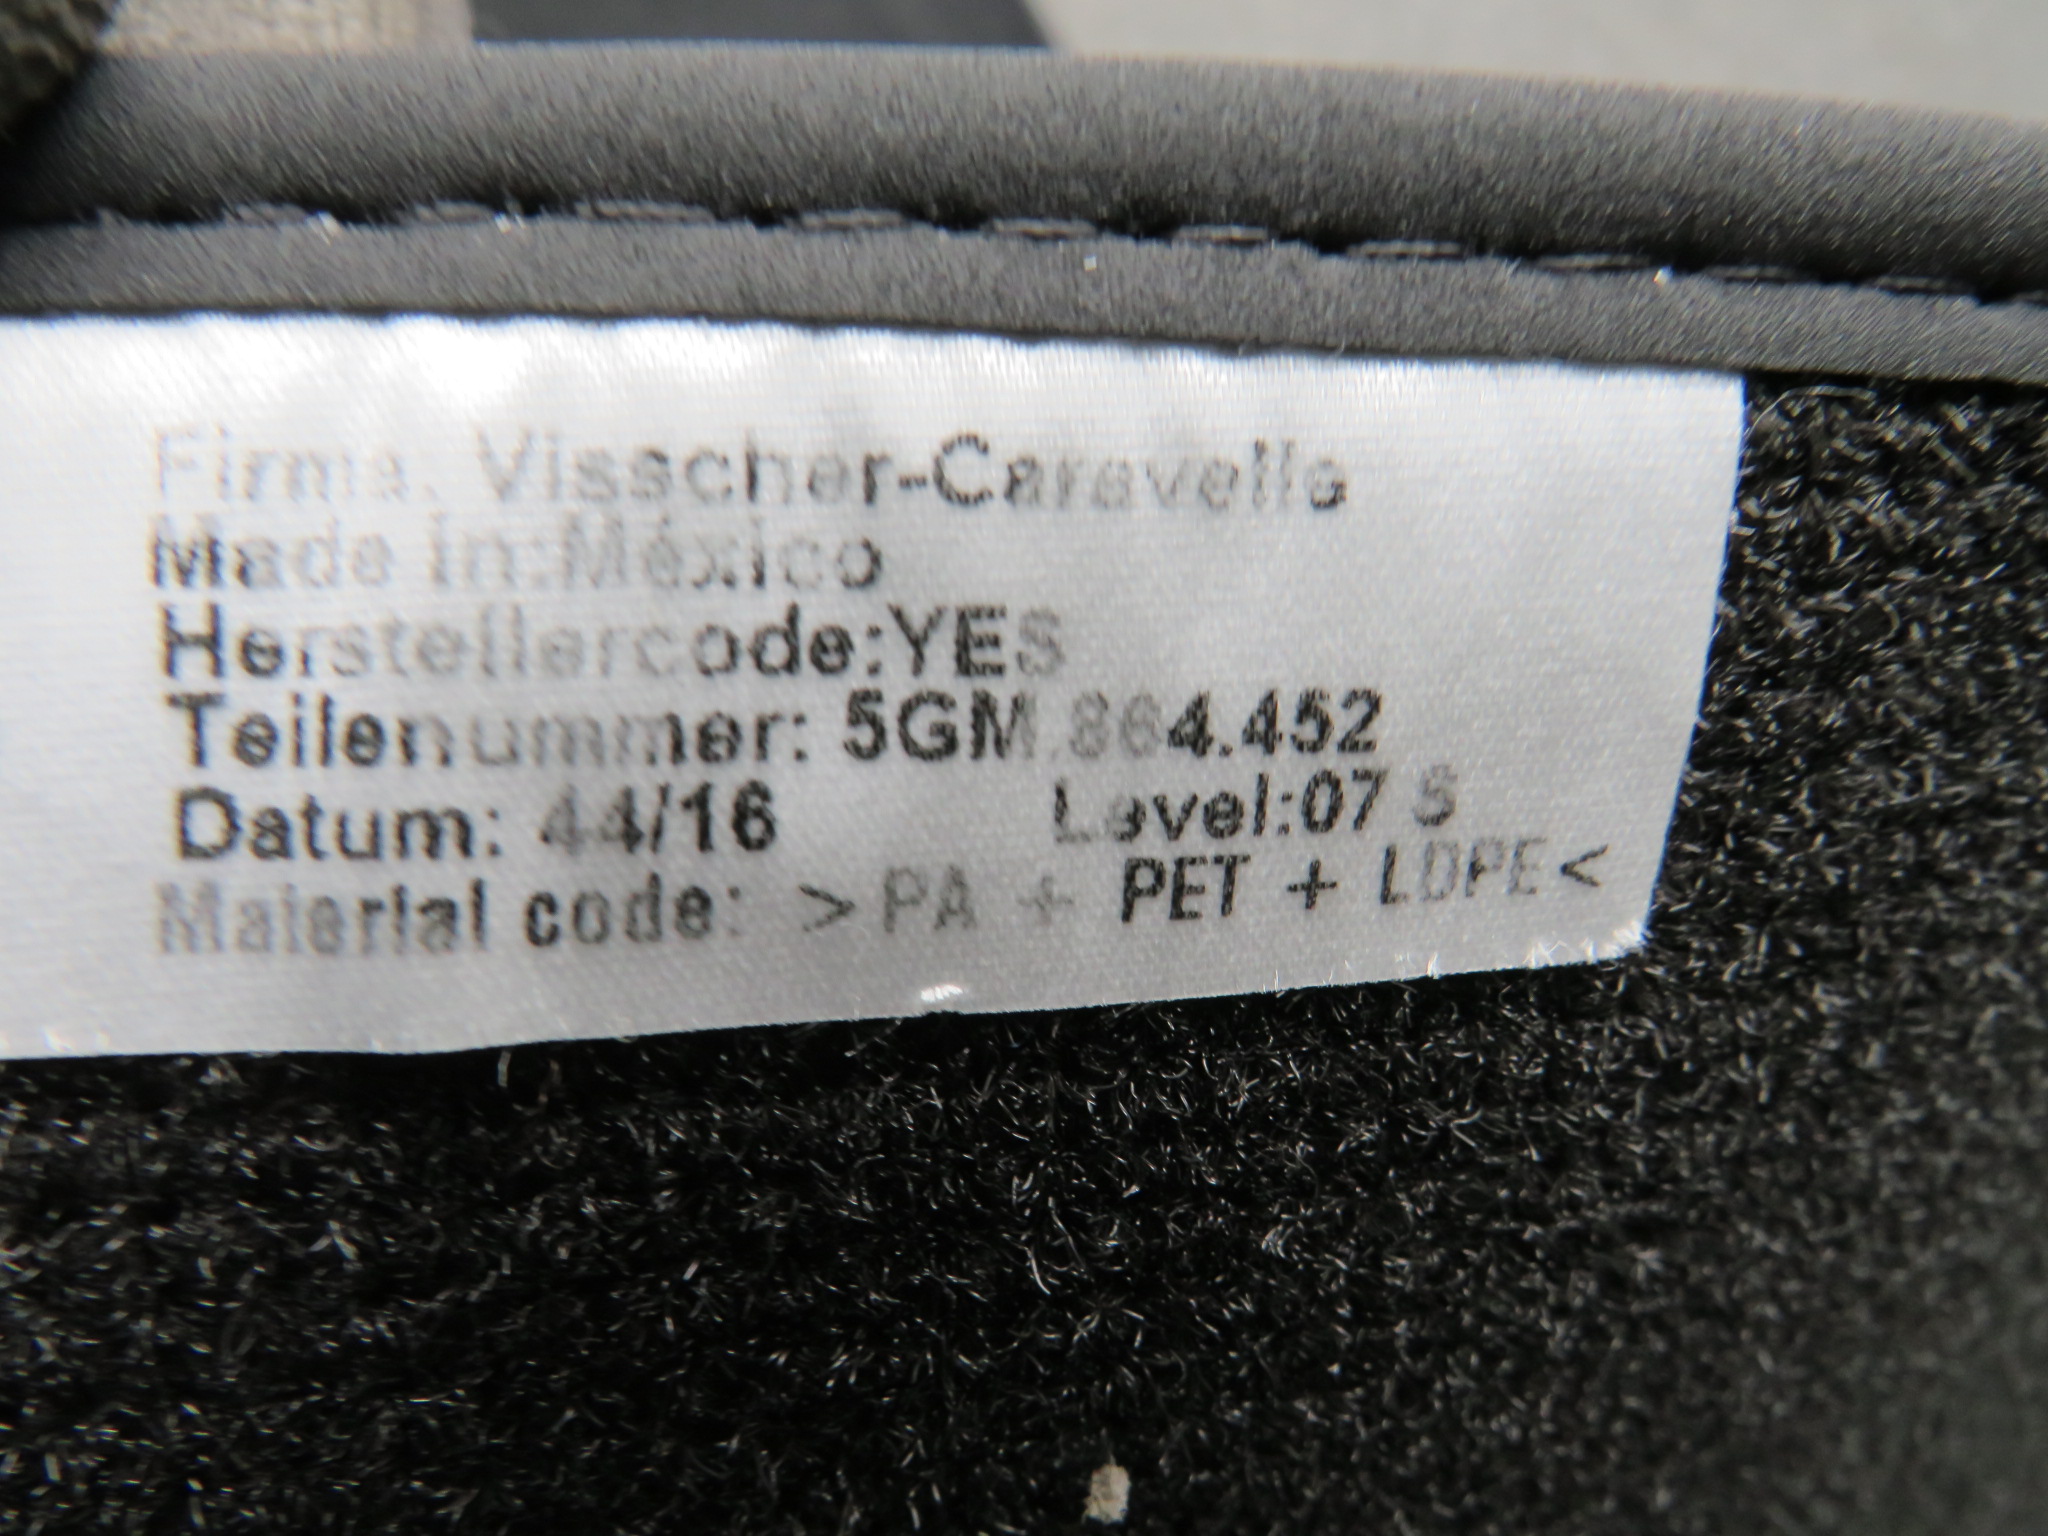 Firma. Visscher-Caravelle
Made in:México
Herstellercode:YES
Teilenummer: 5GM.864.452
Datum: 44/16 Level:07 S
Material code: >PA + PET + LDPE<